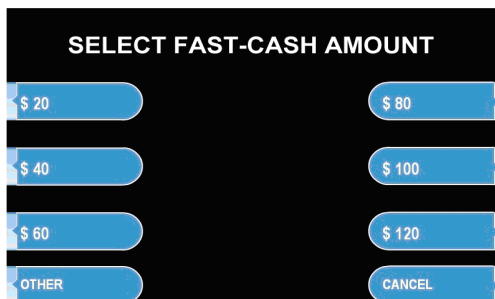 SELECT FAST-CASH AMOUNT
$ 20
$ 80
$ 40
$ 100
$ 60
$ 120
OTHER
CANCEL